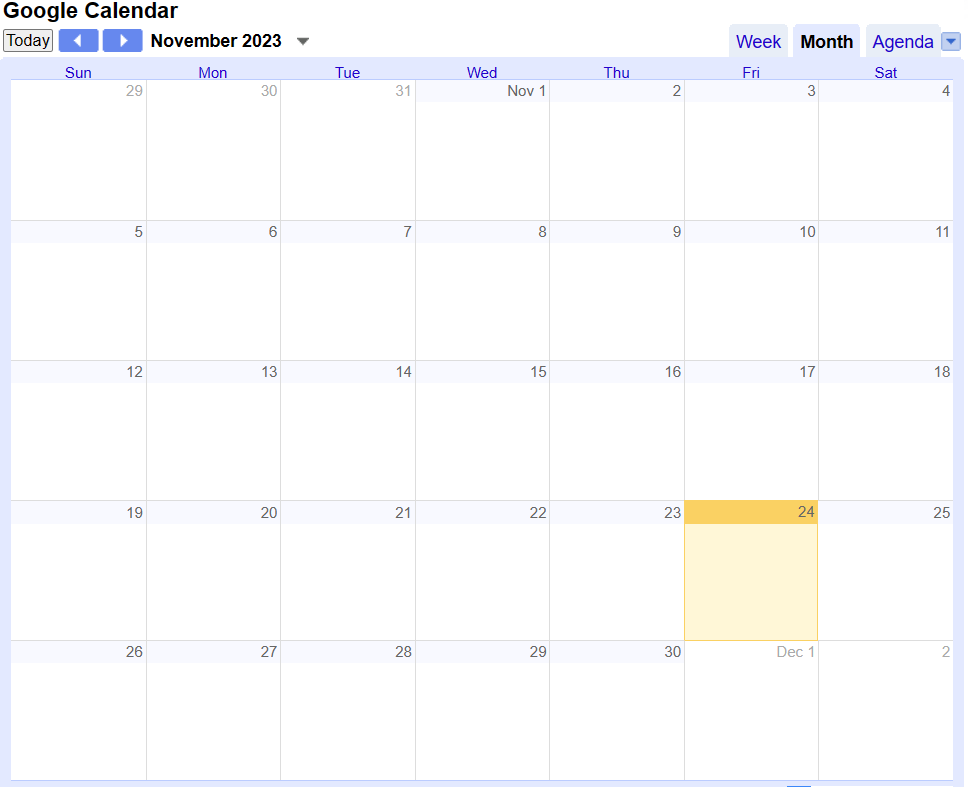 Google Calendar
Today November 2023 Week Month Agenda
Sun Mon Tue Wed Thu Fri Sat
29 30 31 Nov 1 2 3 4
5 6 7 8 9 10 11
12 13 14 15 16 17 18
19 20 21 22 23 24 25
26 27 28 29 30 Dec 1 2